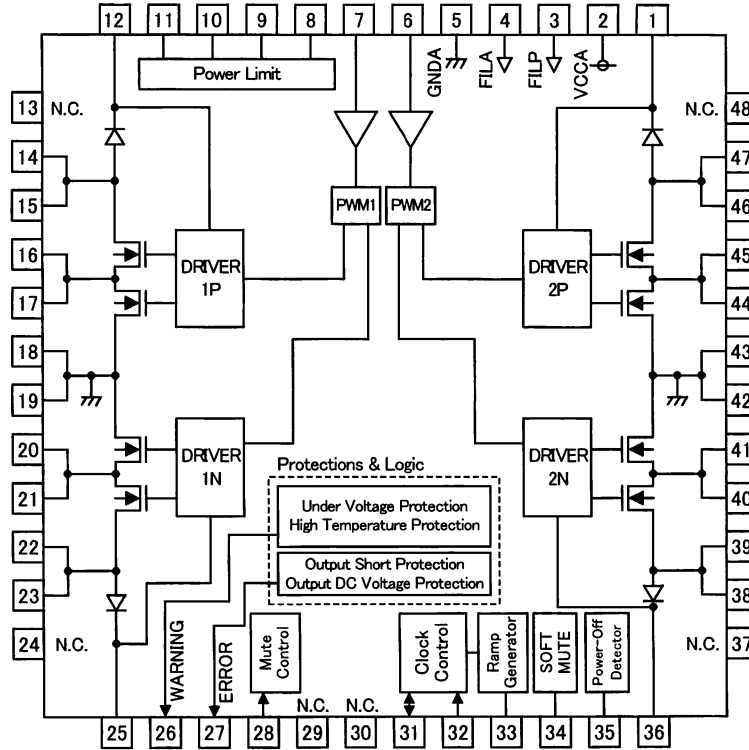 12 11 10 9 8 7 6 5 4 3 2 1
Power Limit
GNDA
FILA
FILP
VCCA
13 N.C.
N.C. 48
14
47
15
46
PWM1 PWM2
16
45
DRIVER
1P
DRIVER
2P
17
44
18
43
19
42
20
41
DRIVER
1N
DRIVER
2N
21
40
Protections & Logic
Under Voltage Protection
High Temperature Protection
22
39
Output Short Protection
Output DC Voltage Protection
23
38
24 N.C.
N.C. 37
WARNING
ERROR
Mute
Control
N.C. N.C.
Clock
Control
Ramp
Generator
SOFT
MUTE
Power-Off
Detector
25 26 27 28 29 30 31 32 33 34 35 36